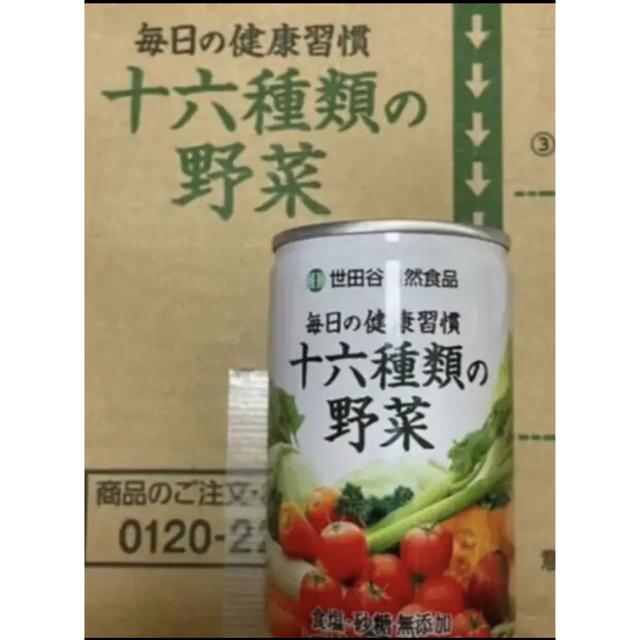 毎日の健康習慣
十六種類の
野菜
③
世田谷自然食品
毎日の健康習慣
十六種類の
野菜
商品のご注文・
0120-22
食塩・砂糖 無添加